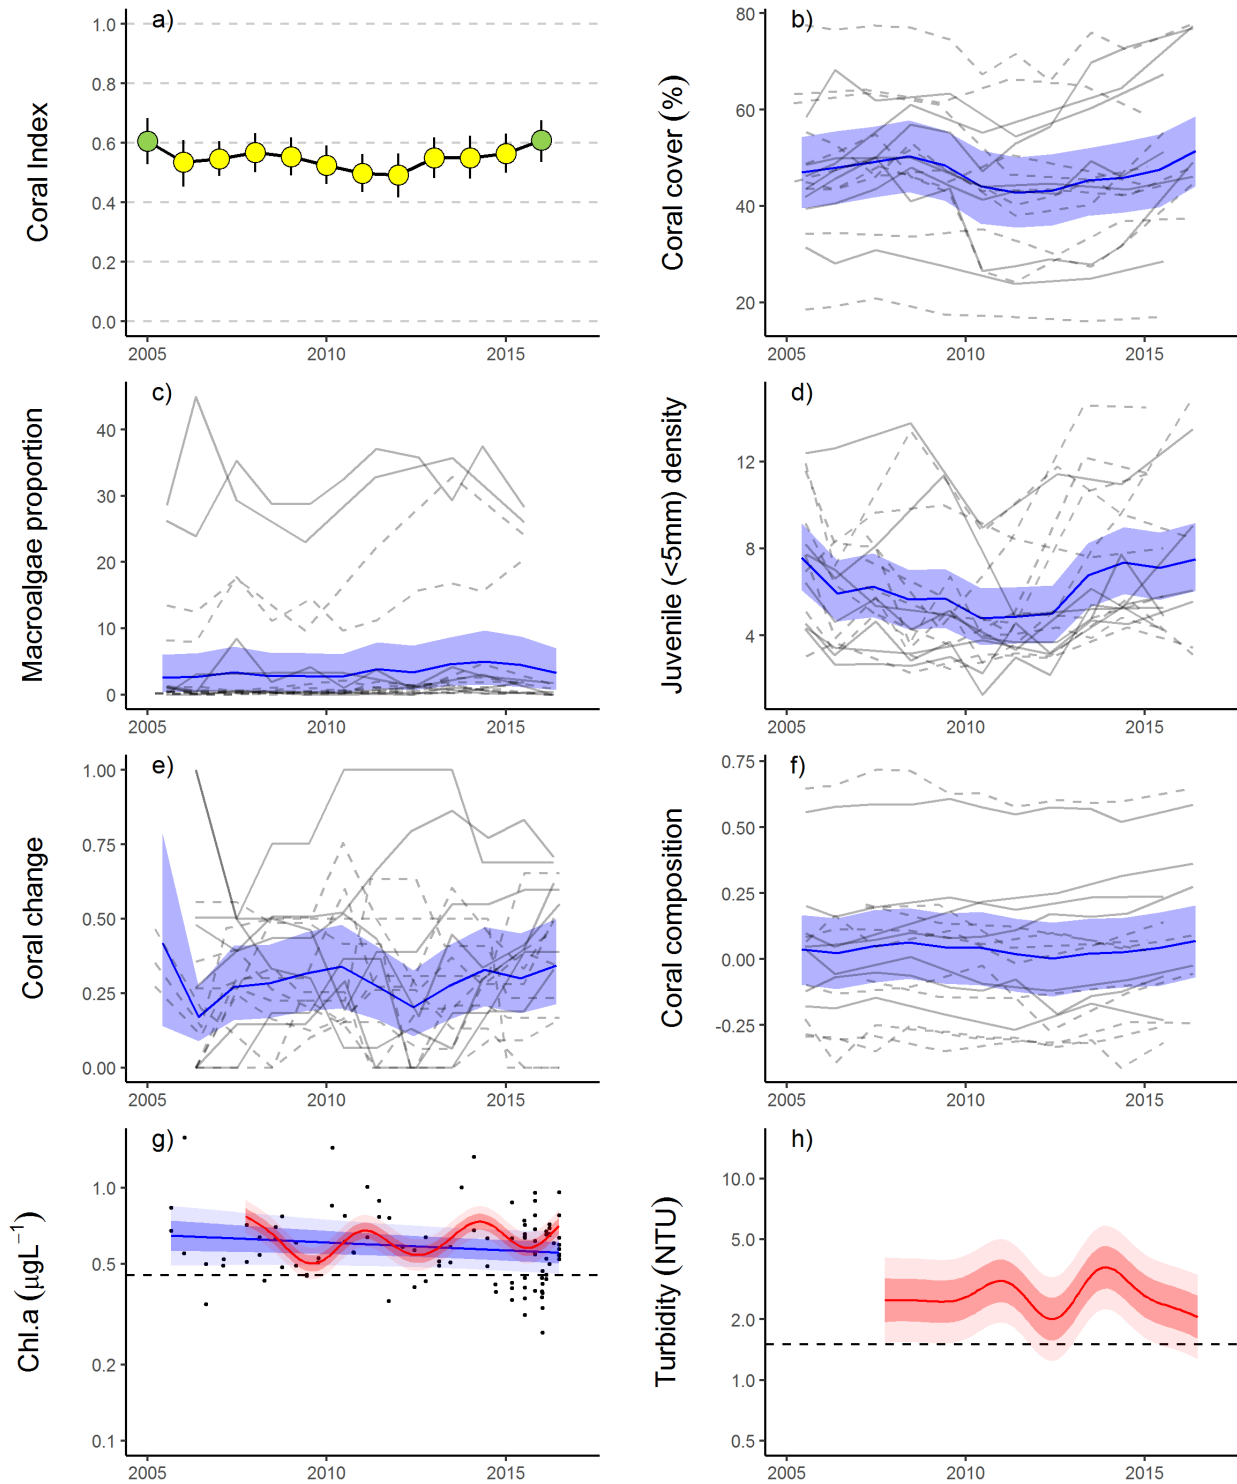 a)
Coral Index
1.0
0.8
0.6
0.4
0.2
0.0
2005 2010 2015
b)
Coral cover (%)
80
60
40
20
2005 2010 2015
c)
Macroalgae proportion
40
30
20
10
0
2005 2010 2015
d)
Juvenile (<5mm) density
12
8
4
2005 2010 2015
e)
Coral change
1.00
0.75
0.50
0.25
0.00
2005 2010 2015
f)
Coral composition
0.75
0.50
0.25
0.00
-0.25
2005 2010 2015
g)
Chl.a (μgL⁻¹)
1.0
0.5
0.2
0.1
2005 2010 2015
h)
Turbidity (NTU)
10.0
5.0
2.0
1.0
0.5
2005 2010 2015